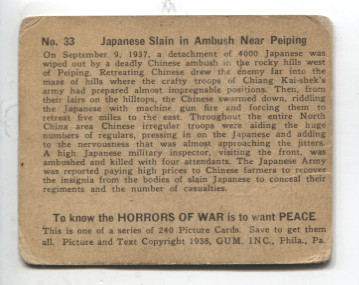 No. 33 Japanese Slain in Ambush Near Peiping
On September 9, 1937, a detachment of 4000 Japanese was
wiped out by a deadly Chinese ambush in the rocky hills west
of Peiping. Retreating Chinese drew the enemy far into the
maze of hills where the crafty troops of Chiang Kai-shek's
army had prepared almost impregnable positions. Then, from
their lairs on the hilltops, the Chinese swarmed down, riddling
the Japanese with machine gun fire and forcing them to
retreat five miles to the east. Throughout the entire North
China area Chinese irregular troops were aiding the huge
numbers of regulars, pressing in on the Japanese and adding
to the nervousness that was almost approaching the jitters.
A high Japanese military inspector, visiting the front, was
ambushed and killed with four attendants. The Japanese Army
was reported paying high prices to Chinese farmers to recover
the insignia from the bodies of slain Japanese to conceal their
regiments and the number of casualties.
To know the HORRORS OF WAR is to want PEACE
This is one of a series of 240 Picture Cards. Save to get them
all. Picture and Text Copyright 1938, GUM, INC., Phila., Pa.